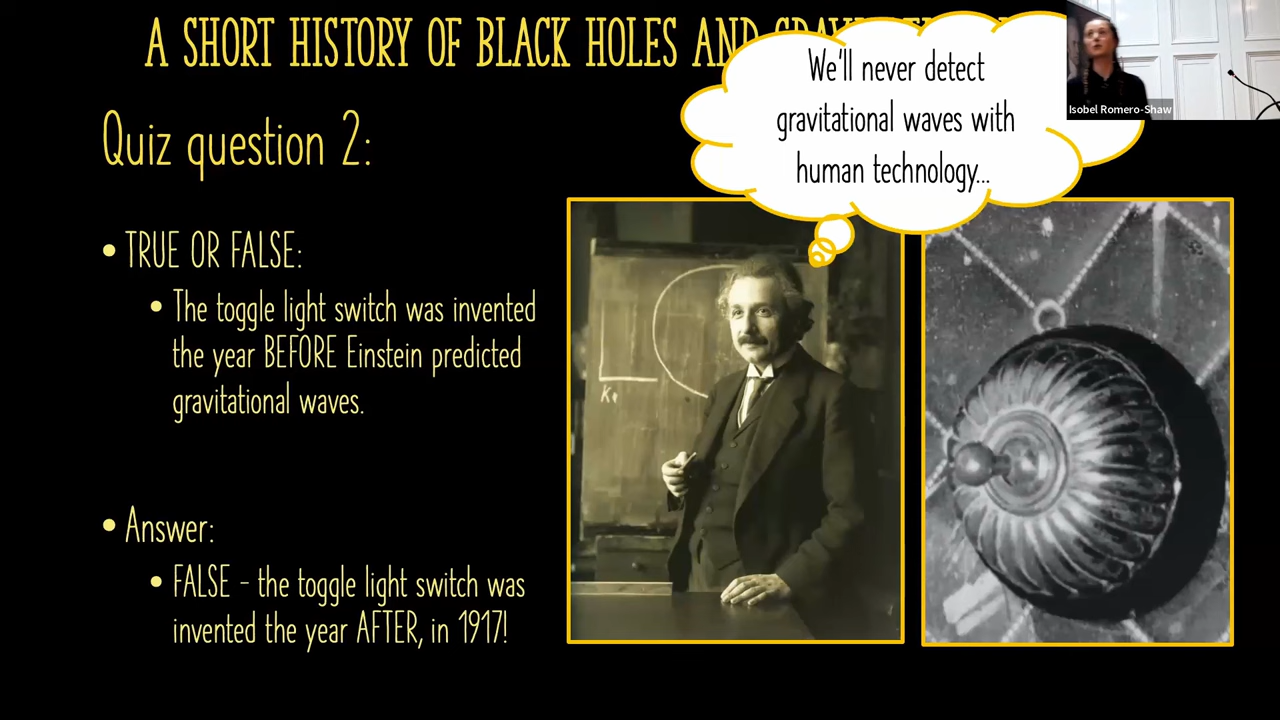 A SHORT HISTORY OF BLACK HOLES AND
We'll never detect
gravitational waves with
human technology...
Isobel Romero-Shaw
Quiz question 2:
• TRUE OR FALSE:
• The toggle light switch was invented
the year BEFORE Einstein predicted
gravitational waves.
• Answer:
• FALSE - the toggle light switch was
invented the year AFTER, in 1917!